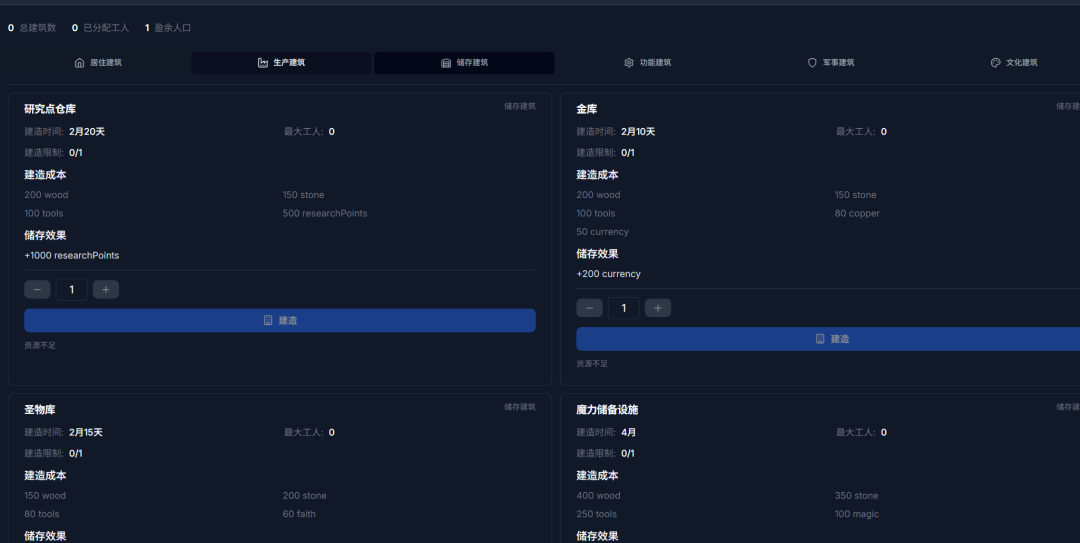 0 总建筑数 0 已分配工人 1 盈余人口
居住建筑 生产建筑 储存建筑 功能建筑 军事建筑 文化建筑
研究点仓库 储存建筑
建造时间: 2月20天 最大工人: 0
建造限制: 0/1
建造成本
200 wood 150 stone
100 tools 500 researchPoints
储存效果
+1000 researchPoints
1
建造
资源不足
金库 储存建
建造时间: 2月10天 最大工人: 0
建造限制: 0/1
建造成本
200 wood 150 stone
100 tools 80 copper
50 currency
储存效果
+200 currency
1
建造
资源不足
圣物库 储存建筑
建造时间: 2月15天 最大工人: 0
建造限制: 0/1
建造成本
150 wood 200 stone
80 tools 60 faith
储存效果
魔力储备设施 储存建
建造时间: 4月 最大工人: 0
建造限制: 0/1
建造成本
400 wood 350 stone
250 tools 100 magic
储存效果